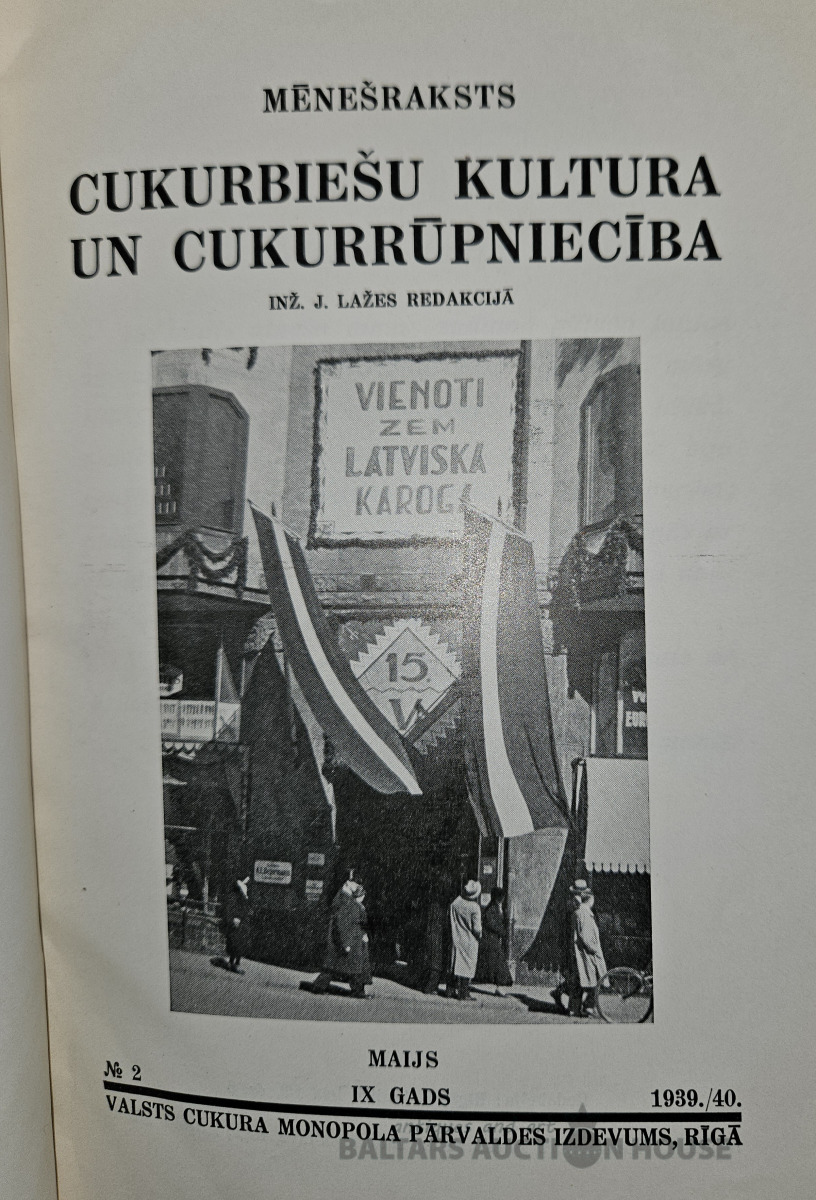 MĒNEŠRAKSTS
CUKURBIEŠU KULTURA
UN CUKURRŪPNIECĪBA
INŽ. J. LAŽES REDAKCIJĀ
VIENOTI
ZEM
LATVISKA
KAROGA
15.
V
№ 2
MAIJS
IX GADS
1939./40.
VALSTS CUKURA MONOPOLA PĀRVALDES IZDEVUMS, RĪGĀ
BALTARS AUCTION HOUSE